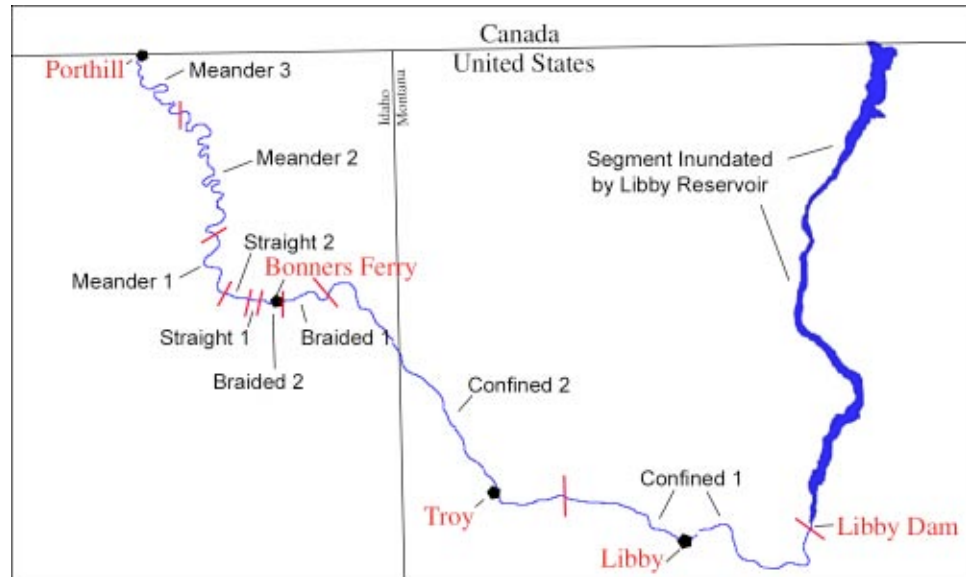 Canada
United States
Porthill
Meander 3
Idaho
Montana
Meander 2
Segment Inundated
by Libby Reservoir
Straight 2
Bonners Ferry
Meander 1
Straight 1
Braided 1
Braided 2
Confined 2
Confined 1
Troy
Libby
Libby Dam